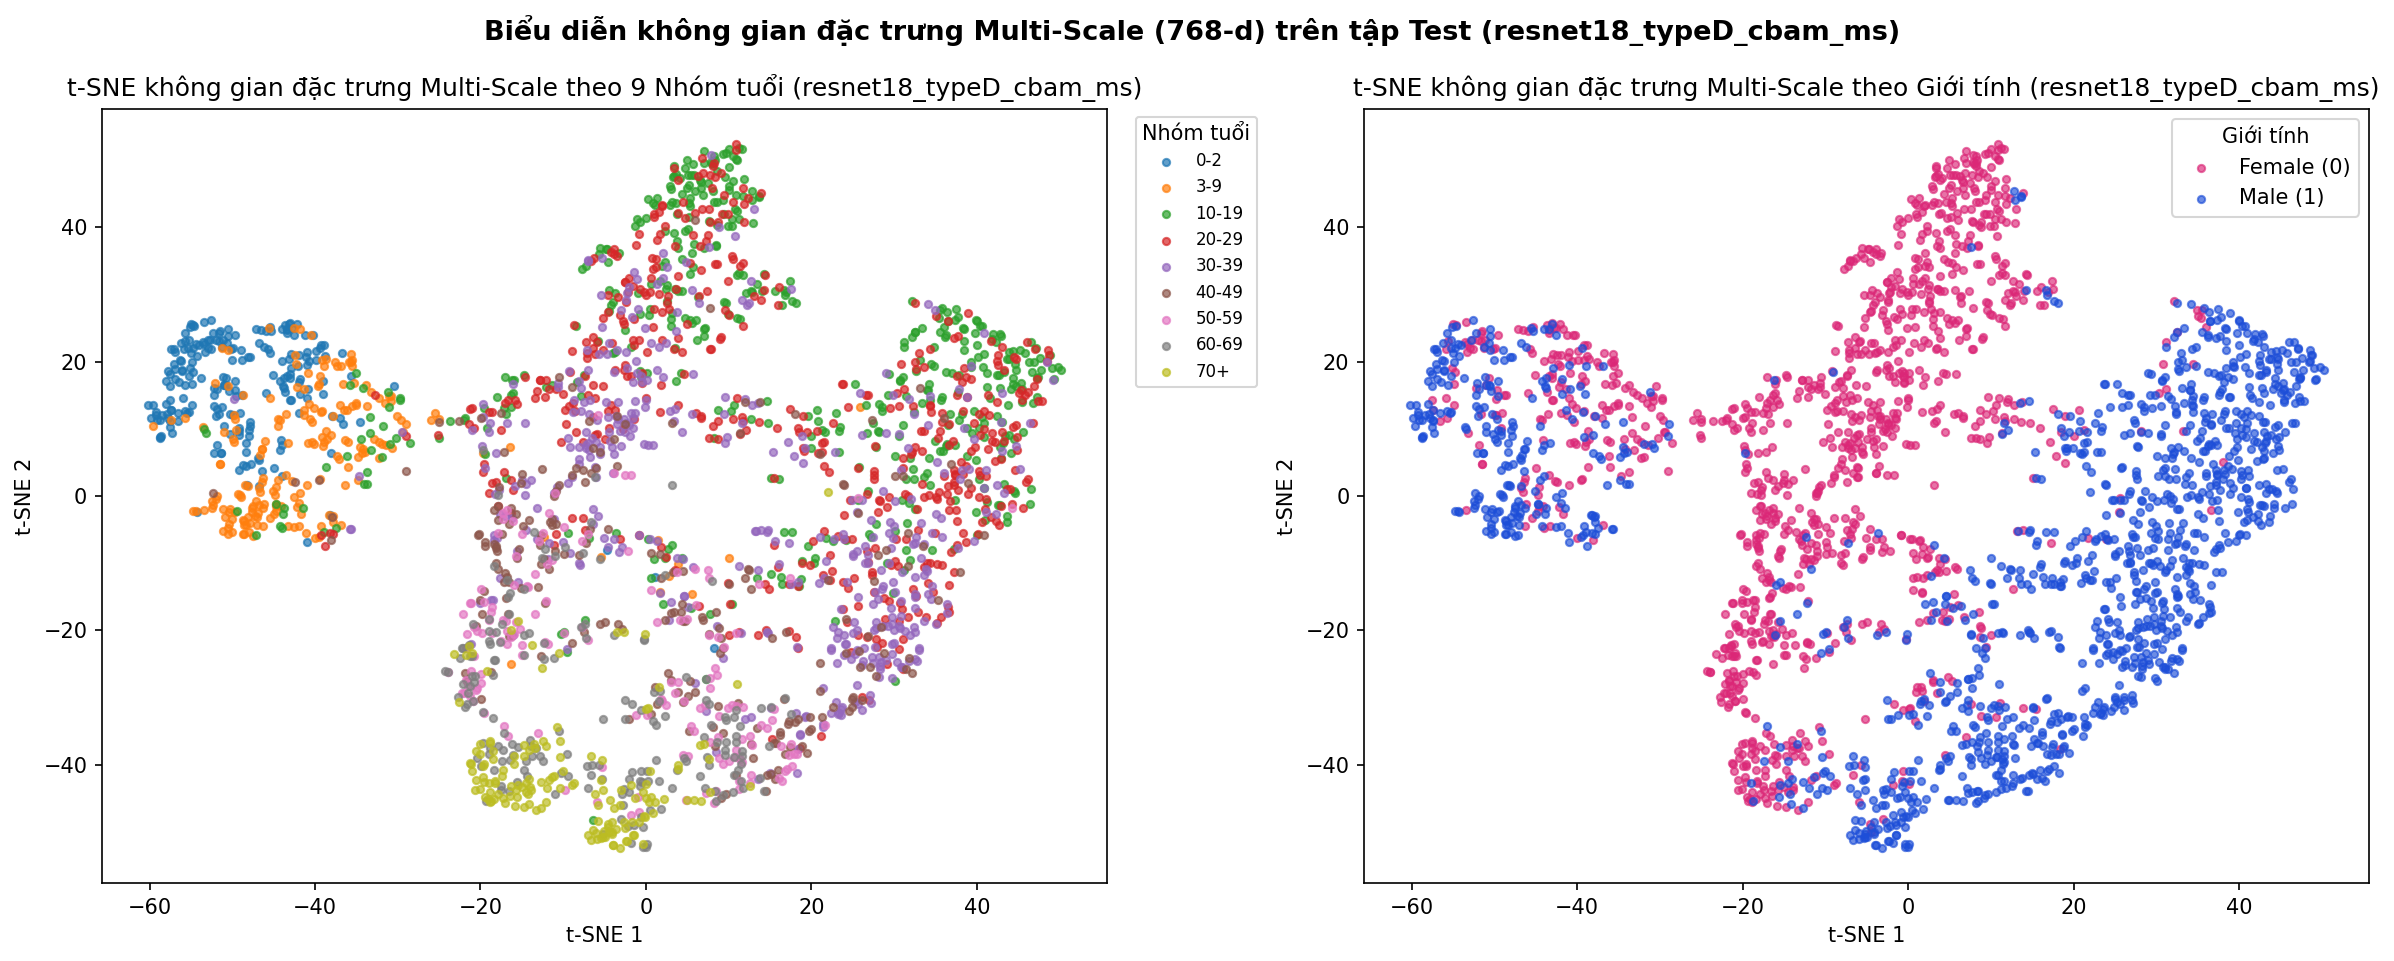 Biểu diễn không gian đặc trưng Multi-Scale (768-d) trên tập Test (resnet18_typeD_cbam_ms)
t-SNE không gian đặc trưng Multi-Scale theo 9 Nhóm tuổi (resnet18_typeD_cbam_ms)
t-SNE 2
40
20
0
−20
−40
−60
−40
−20
0
20
40
t-SNE 1
Nhóm tuổi
0-2
3-9
10-19
20-29
30-39
40-49
50-59
60-69
70+
t-SNE không gian đặc trưng Multi-Scale theo Giới tính (resnet18_typeD_cbam_ms)
t-SNE 2
40
20
0
−20
−40
−60
−40
−20
0
20
40
t-SNE 1
Giới tính
Female (0)
Male (1)